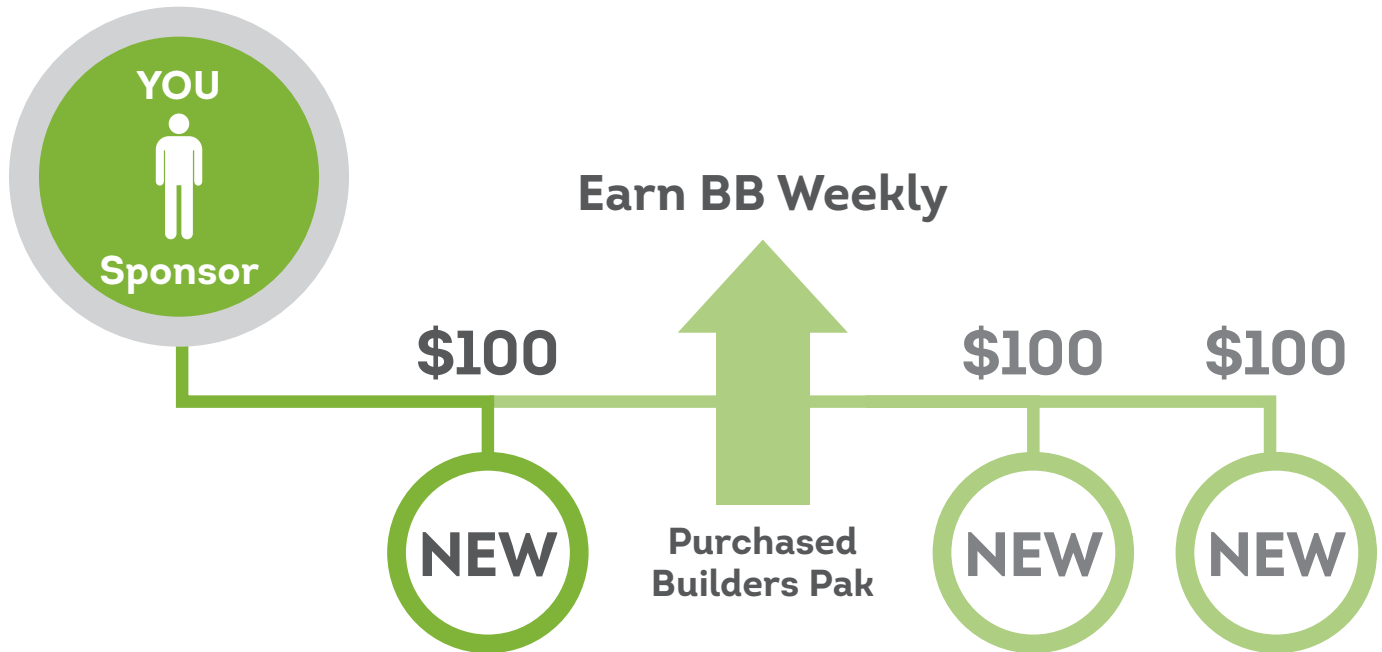 YOU
Sponsor
Earn BB Weekly
$100
$100
$100
NEW
Purchased
Builders Pak
NEW
NEW